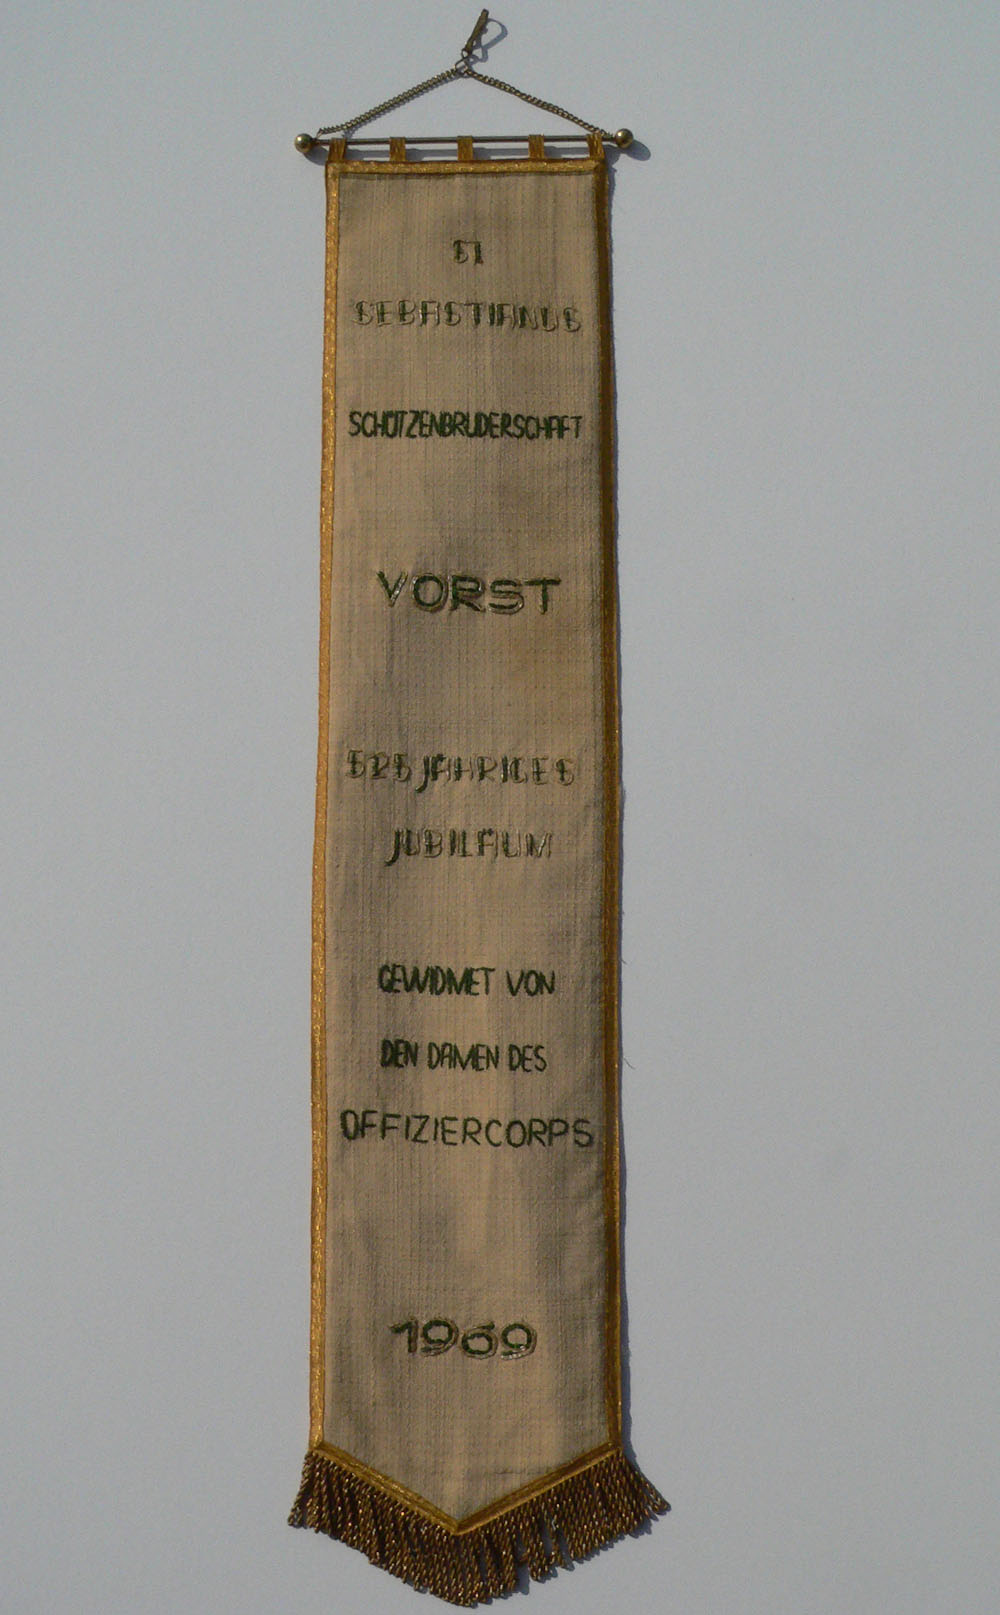 ST
SEBASTIANUS
SCHÜTZENBRUDERSCHAFT
VORST
525 JÄHRIGES
JUBILÄUM
GEWIDMET VON
DEN DAMEN DES
OFFIZIERCORPS
1969